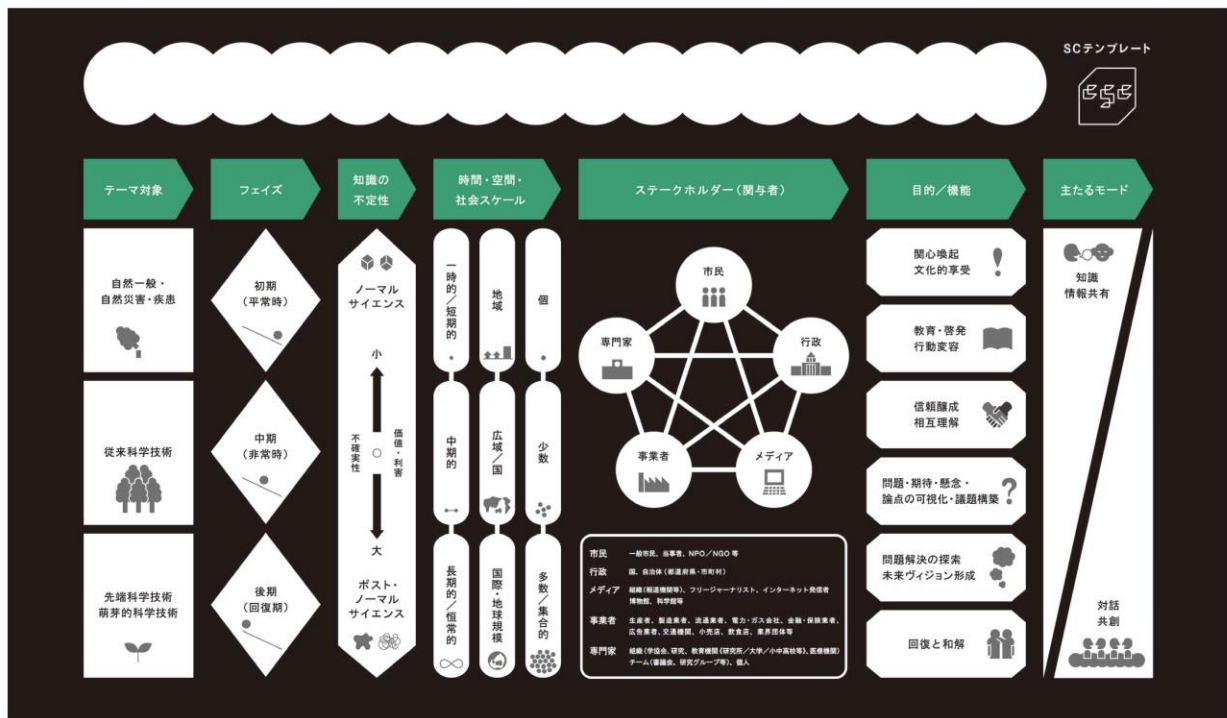 SCテンプレート
テーマ対象
フェイズ
知識の
不定性
時間・空間・
社会スケール
ステークホルダー(関与者)
目的／機能
主たるモード
自然一般・
自然災害・疾患
従来科学技術
先端科学技術
萌芽的科学技術
初期
(平常時)
中期
(非常時)
後期
(回復期)
ノーマル
サイエンス
小
不確実性
価値・利害
大
ポスト・
ノーマル
サイエンス
一時的／短期的
中期的
長期的／恒常的
地域
広域／国
国際・地球規模
個
少数
多数／集合的
市民
専門家
行政
事業者
メディア
市民 一般市民、当事者、NPO／NGO 等
行政 国、自治体(都道府県・市町村)
メディア 組織(報道機関等)、フリージャーナリスト、インターネット発信者
博物館、科学館等
事業者 生産者、製造業者、流通業者、電力・ガス会社、金融・保険業者、
広告業者、交通機関、小売店、飲食店、業界団体等
専門家 組織(学協会、研究、教育機関(研究所／大学／小中高校等)、医療機関)
チーム(審議会、研究グループ等)、個人
関心喚起
文化的享受
教育・啓発
行動変容
信頼醸成
相互理解
問題・期待・懸念・
論点の可視化・議題構築
問題解決の探索
未来ヴィジョン形成
回復と和解
知識
情報共有
対話
共創